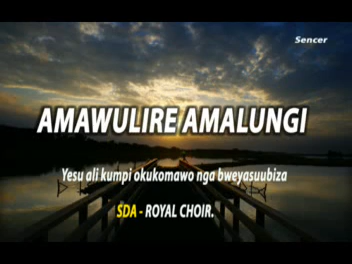 Sencer
AMAWULIRE AMALUNGI
Yesu ali kumpi okukomawo nga bweyasuubiza
SDA - ROYAL CHOIR.